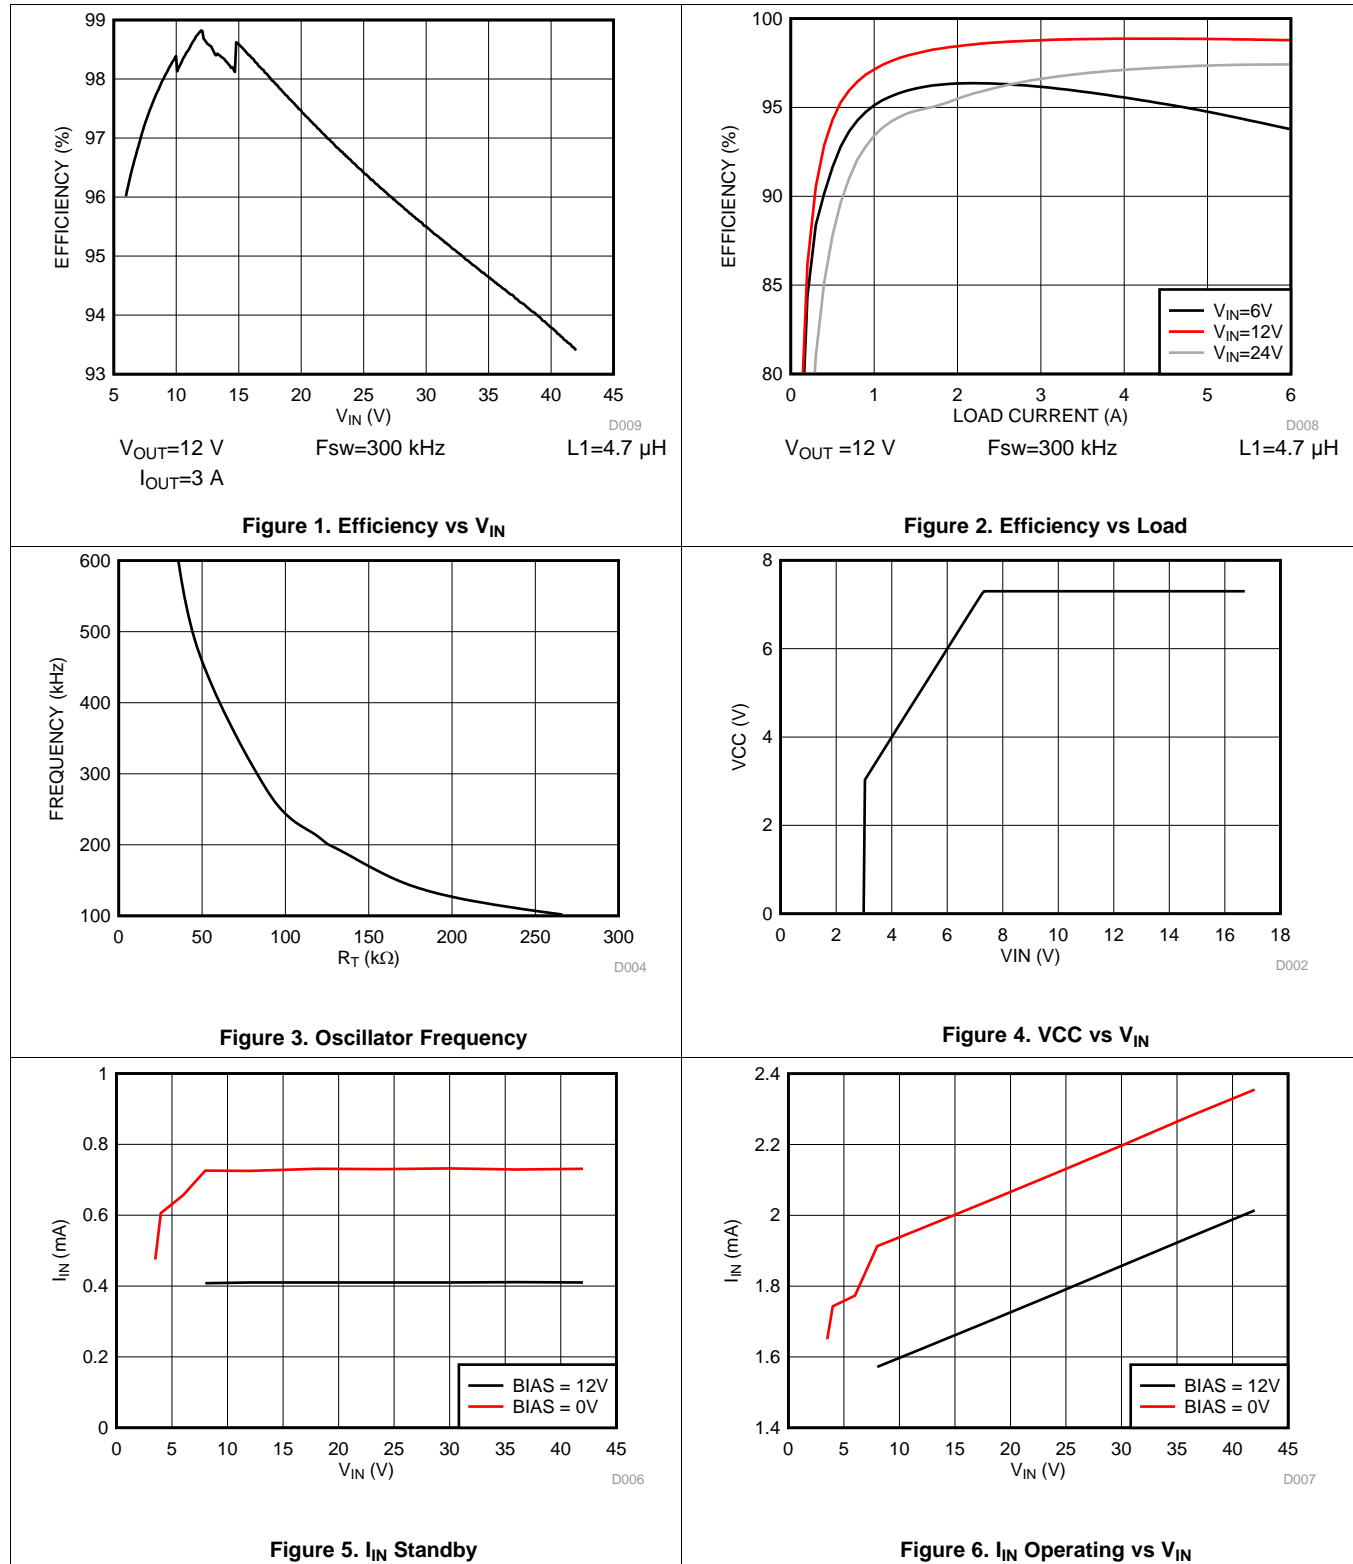 99
98
97
96
95
94
93
EFFICIENCY (%)
5 10 15 20 25 30 35 40 45
VIN (V)
D009
VOUT=12 V Fsw=300 kHz L1=4.7 µH
IOUT=3 A
Figure 1. Efficiency vs VIN
100
95
90
85
80
EFFICIENCY (%)
VIN=6V
VIN=12V
VIN=24V
0 1 2 3 4 5 6
LOAD CURRENT (A)
D008
VOUT =12 V Fsw=300 kHz L1=4.7 µH
Figure 2. Efficiency vs Load
600
500
400
300
200
100
FREQUENCY (kHz)
0 50 100 150 200 250 300
RT (kΩ)
D004
Figure 3. Oscillator Frequency
8
6
4
2
0
VCC (V)
0 2 4 6 8 10 12 14 16 18
VIN (V)
D002
Figure 4. VCC vs VIN
1
0.8
0.6
0.4
0.2
0
IIN (mA)
BIAS = 12V
BIAS = 0V
0 5 10 15 20 25 30 35 40 45
VIN (V)
D006
Figure 5. IIN Standby
2.4
2.2
2
1.8
1.6
1.4
IIN (mA)
BIAS = 12V
BIAS = 0V
0 5 10 15 20 25 30 35 40 45
VIN (V)
D007
Figure 6. IIN Operating vs VIN